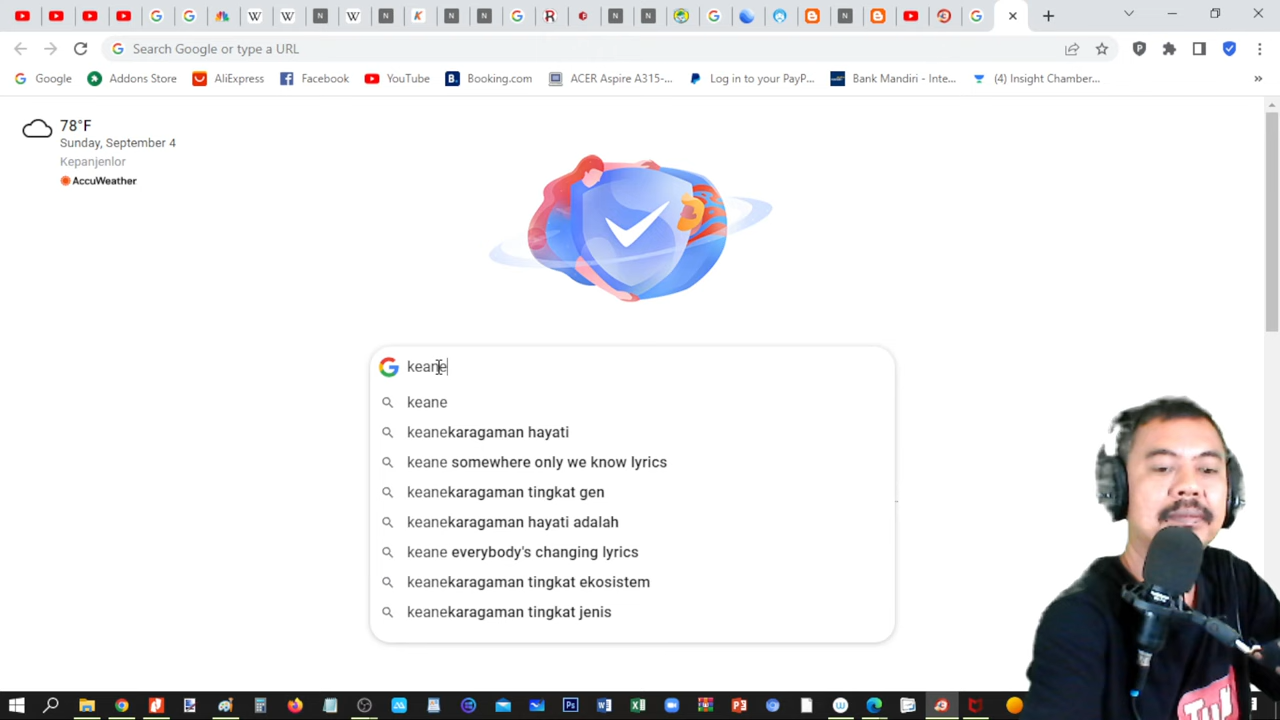 Search Google or type a URL
Google
Addons Store
AliExpress
Facebook
YouTube
Booking.com
ACER Aspire A315-...
Log in to your PayP...
Bank Mandiri - Inte...
(4) Insight Chamber...
78°F
Sunday, September 4
Kepanjenlor
AccuWeather
keane
keane
keanekaragaman hayati
keane somewhere only we know lyrics
keanekaragaman tingkat gen
keanekaragaman hayati adalah
keane everybody's changing lyrics
keanekaragaman tingkat ekosistem
keanekaragaman tingkat jenis